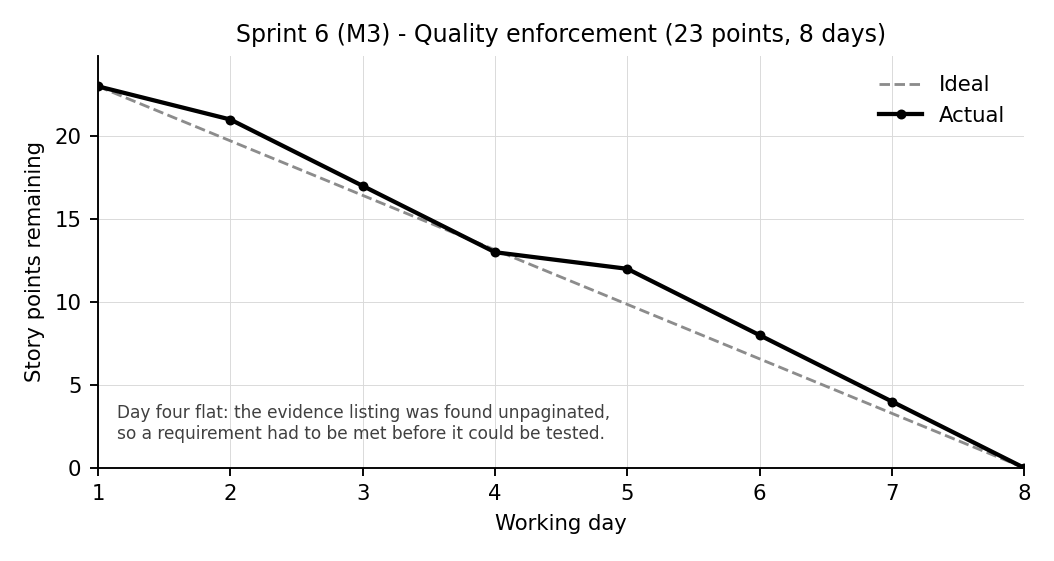 Sprint 6 (M3) - Quality enforcement (23 points, 8 days)
Ideal
Actual
Story points remaining
20
15
10
5
0
Day four flat: the evidence listing was found unpaginated,
so a requirement had to be met before it could be tested.
1 2 3 4 5 6 7 8
Working day